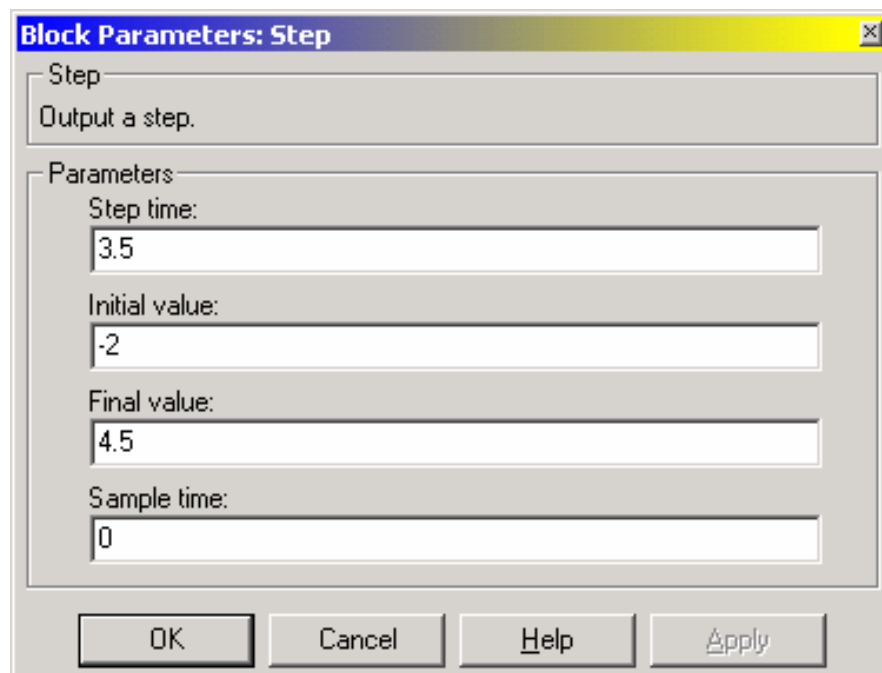 Block Parameters: Step
Step
Output a step.
Parameters
Step time:
3.5
Initial value:
-2
Final value:
4.5
Sample time:
0
OK Cancel Help Apply